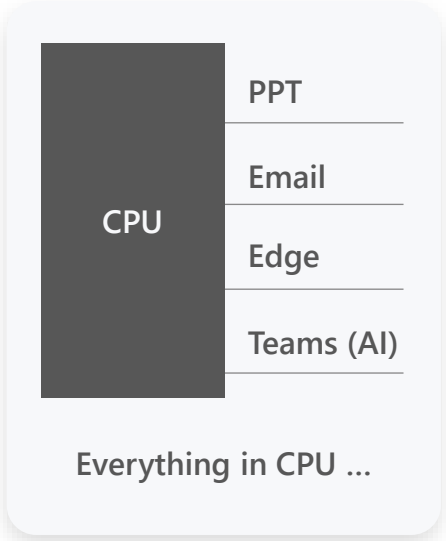 PPT
Email
CPU
Edge
Teams (AI)
Everything in CPU ...